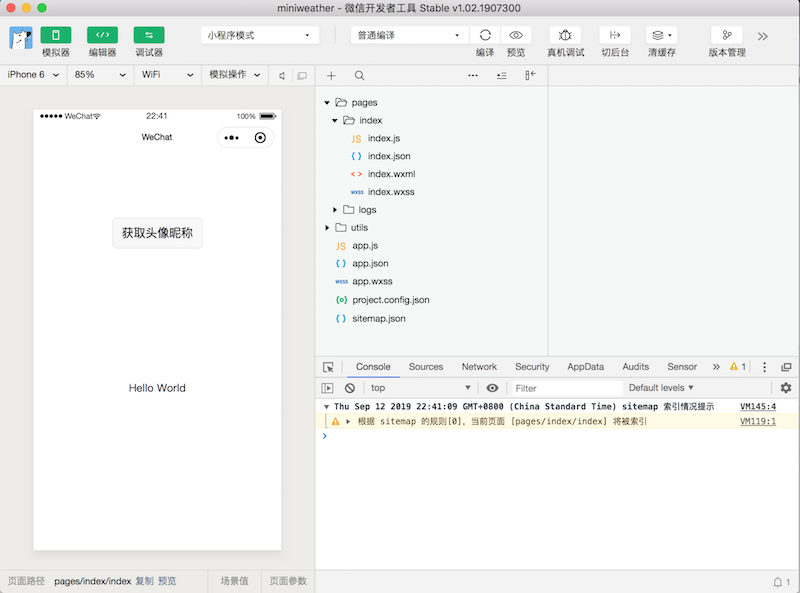 miniweather - 微信开发者工具 Stable v1.02.1907300
模拟器 编辑器 调试器 小程序模式 普通编译 编译 预览 真机调试 切后台 清缓存 版本管理
iPhone 6 85% WiFi 模拟操作
WeChat 22:41 100%
WeChat
获取头像昵称
Hello World
pages
index
JS index.js
{ } index.json
< > index.wxml
wxss index.wxss
logs
utils
JS app.js
{ } app.json
wxss app.wxss
{o} project.config.json
{ } sitemap.json
Console Sources Network Security AppData Audits Sensor 1
top Filter Default levels
Thu Sep 12 2019 22:41:09 GMT+0800 (China Standard Time) sitemap 索引情况提示 VM145:4
根据 sitemap 的规则[0]，当前页面 [pages/index/index] 将被索引 VM119:1
页面路径 pages/index/index 复制 预览 场景值 页面参数 1